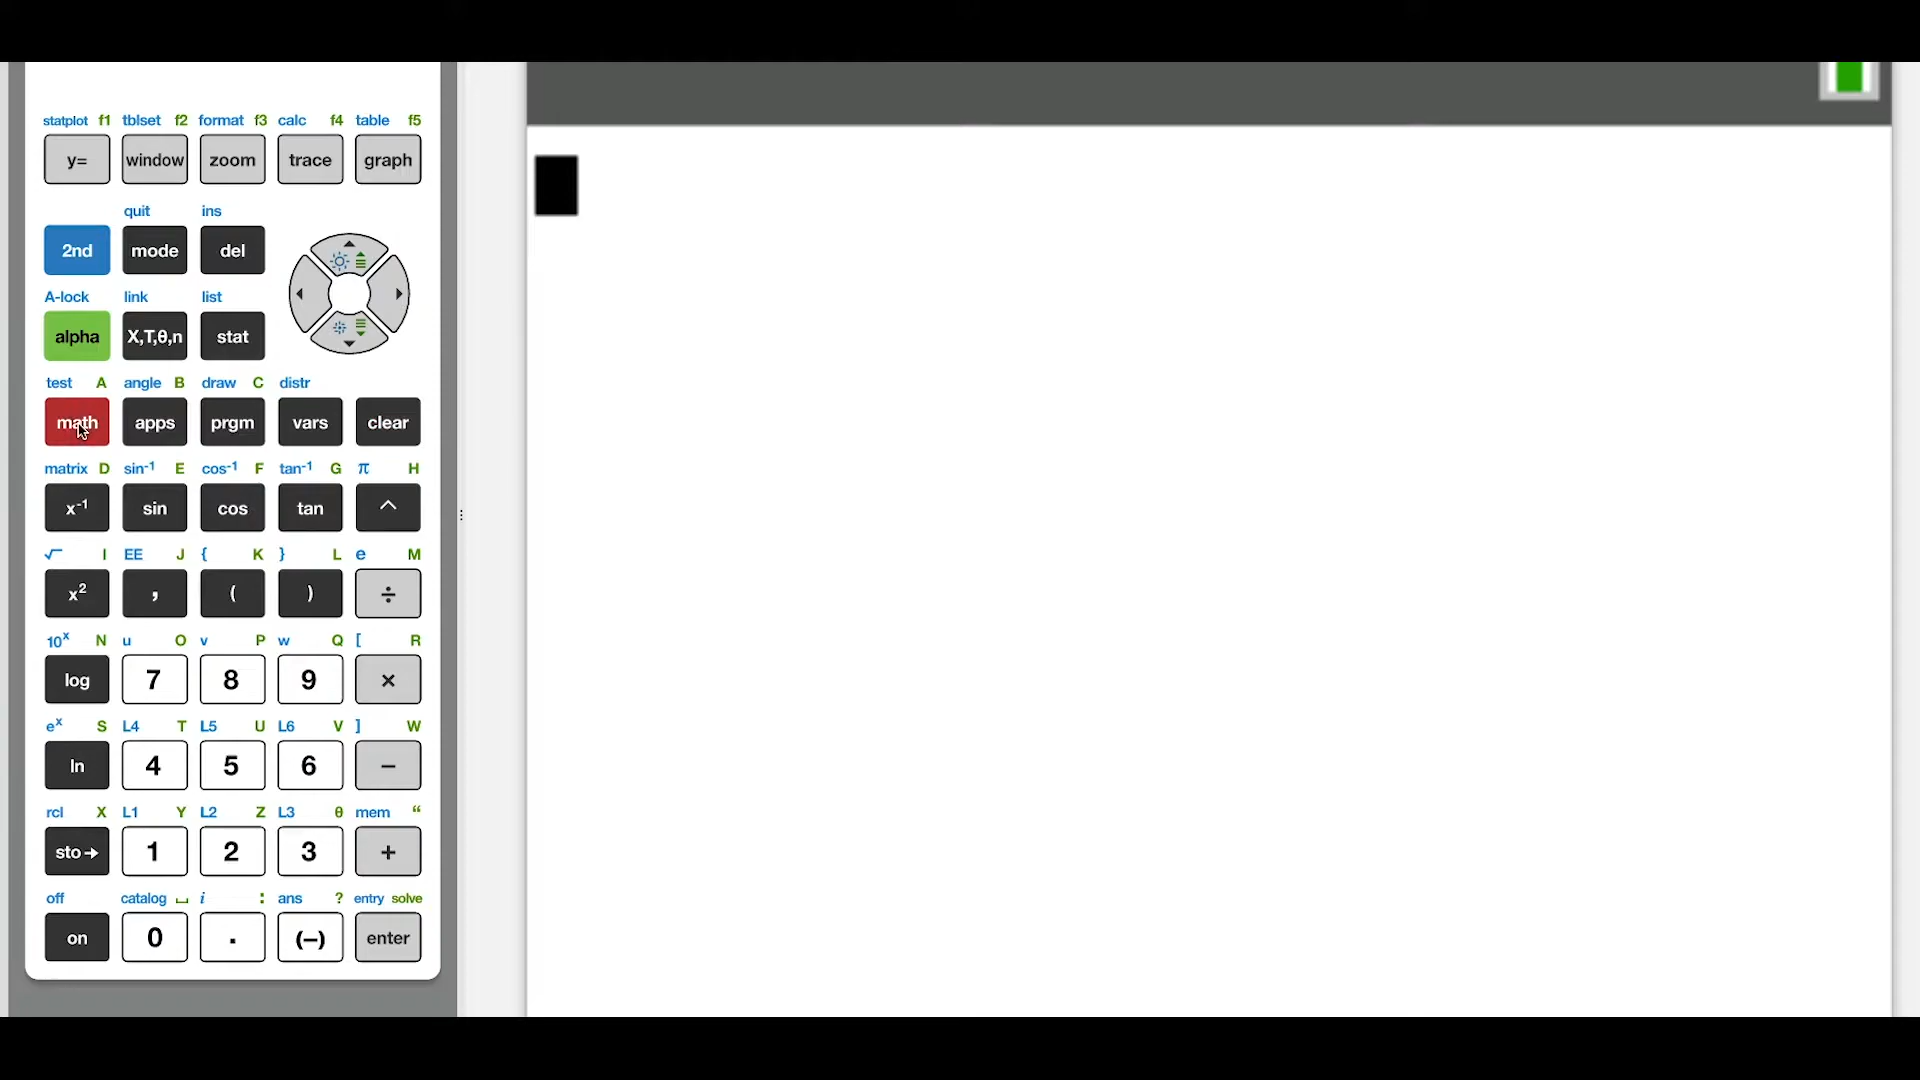 statplot f1 tblset f2 format f3 calc f4 table f5
y= window zoom trace graph
quit ins
2nd mode del
A-lock link list
alpha X,T,θ,n stat
test A angle B draw C distr
math apps prgm vars clear
matrix D sin⁻¹ E cos⁻¹ F tan⁻¹ G π H
x⁻¹ sin cos tan ^
√ I EE J { K } L e M
x² , ( ) ÷
10ˣ N u O v P w Q [ R
log 7 8 9 ×
eˣ S L4 T L5 U L6 V ] W
ln 4 5 6 −
rcl X L1 Y L2 Z L3 θ mem “
sto→ 1 2 3 +
off catalog ⎵ i : ans ? entry solve
on 0 . (−) enter